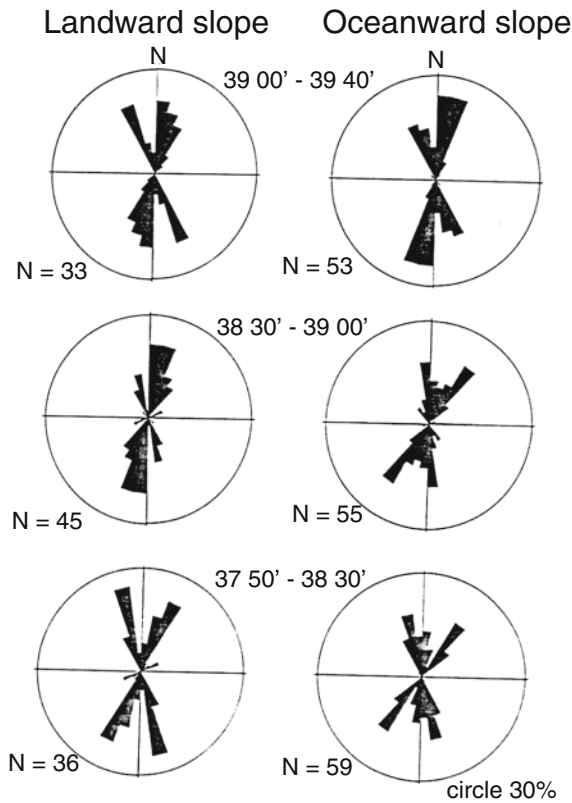 Landward slope Oceanward slope
N N
39 00' - 39 40'
N = 33 N = 53
38 30' - 39 00'
N = 45 N = 55
37 50' - 38 30'
N = 36 N = 59
circle 30%